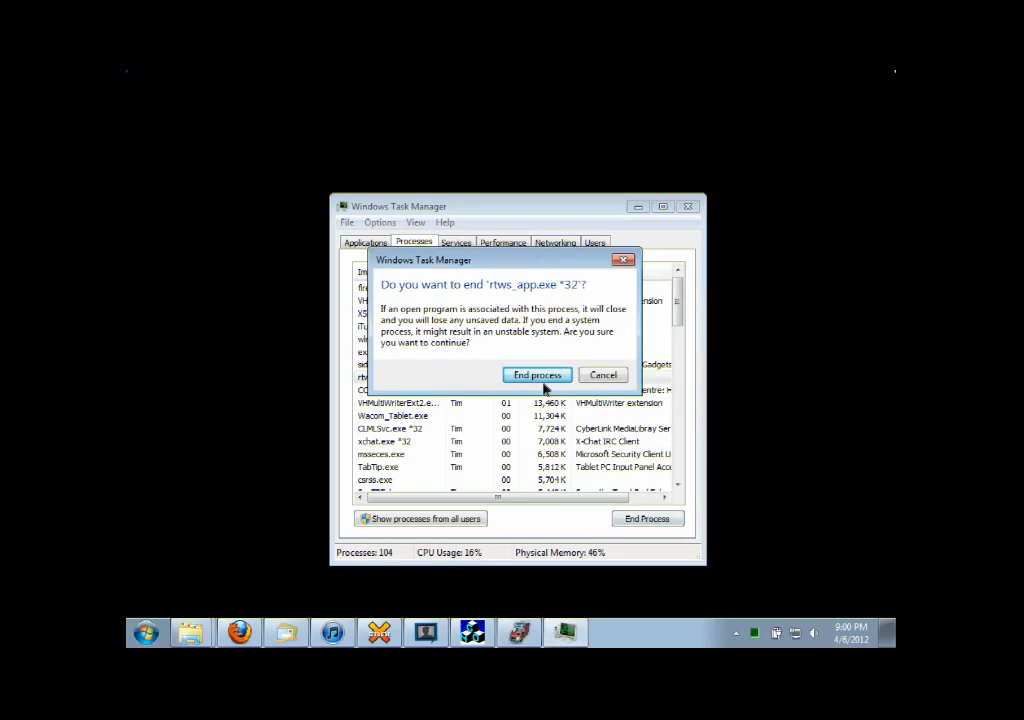 Windows Task Manager
File Options View Help
Applications Processes Services Performance Networking Users
Windows Task Manager
Do you want to end 'rtws_app.exe *32'?
If an open program is associated with this process, it will close
and you will lose any unsaved data. If you end a system
process, it might result in an unstable system. Are you sure
you want to continue?
End process Cancel
VHMultiWriterExt2.e... Tim 01 13,460 K VHMultiWriter extension
Wacom_Tablet.exe 00 11,304 K
CLMLSvc.exe *32 Tim 00 7,724 K CyberLink MediaLibray Ser
xchat.exe *32 Tim 00 7,008 K X-Chat IRC Client
msseces.exe Tim 00 6,508 K Microsoft Security Client U
TabTip.exe Tim 00 5,812 K Tablet PC Input Panel Acce
csrss.exe 00 5,704 K
Show processes from all users End Process
Processes: 104 CPU Usage: 16% Physical Memory: 46%
9:00 PM
4/6/2012